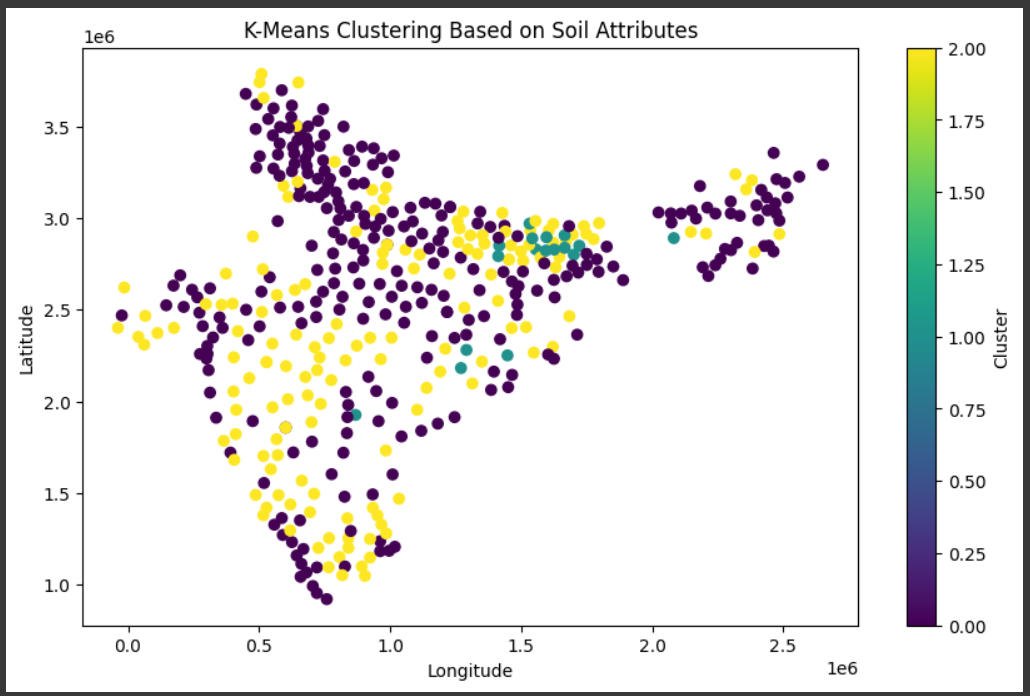 K-Means Clustering Based on Soil Attributes
1e6
3.5
3.0
2.5
2.0
1.5
1.0
Latitude
0.0 0.5 1.0 1.5 2.0 2.5
1e6
Longitude
2.00
1.75
1.50
1.25
1.00
0.75
0.50
0.25
0.00
Cluster